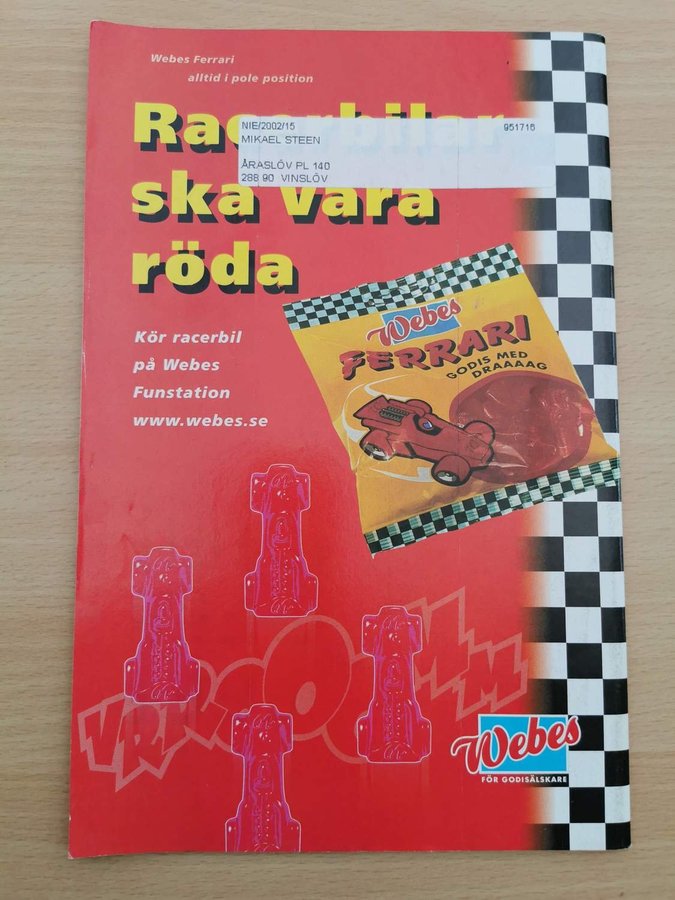 Webes Ferrari
alltid i pole position
Racerbilar
NIE/2002/15 951716
MIKAEL STEEN
ÅRASLÖV PL 140
288 90 VINSLÖV
ska vara
röda
Kör racerbil
på Webes
Funstation
www.webes.se
Webes
FERRARI
GODIS MED
DRAAAAG
VRROOOMMM
Webes
FÖR GODISÄLSKARE